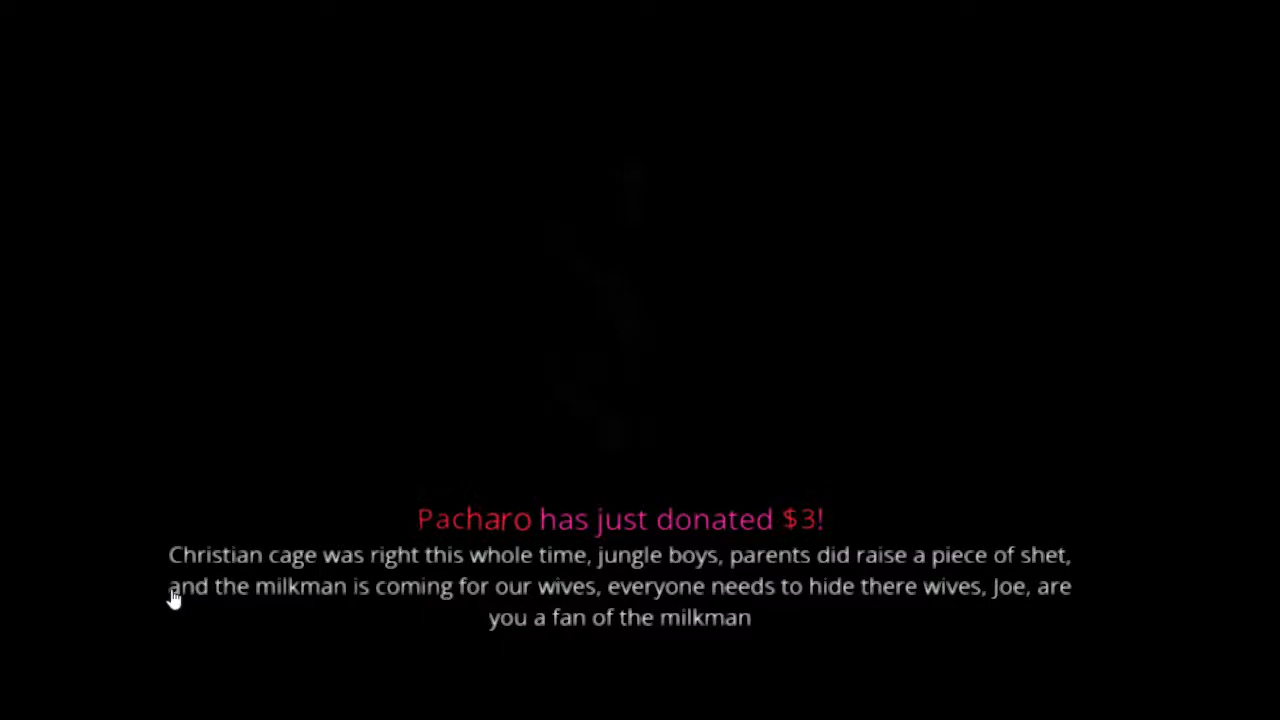 Pacharo has just donated $3!
Christian cage was right this whole time, jungle boys, parents did raise a piece of shet,
and the milkman is coming for our wives, everyone needs to hide there wives, Joe, are
you a fan of the milkman